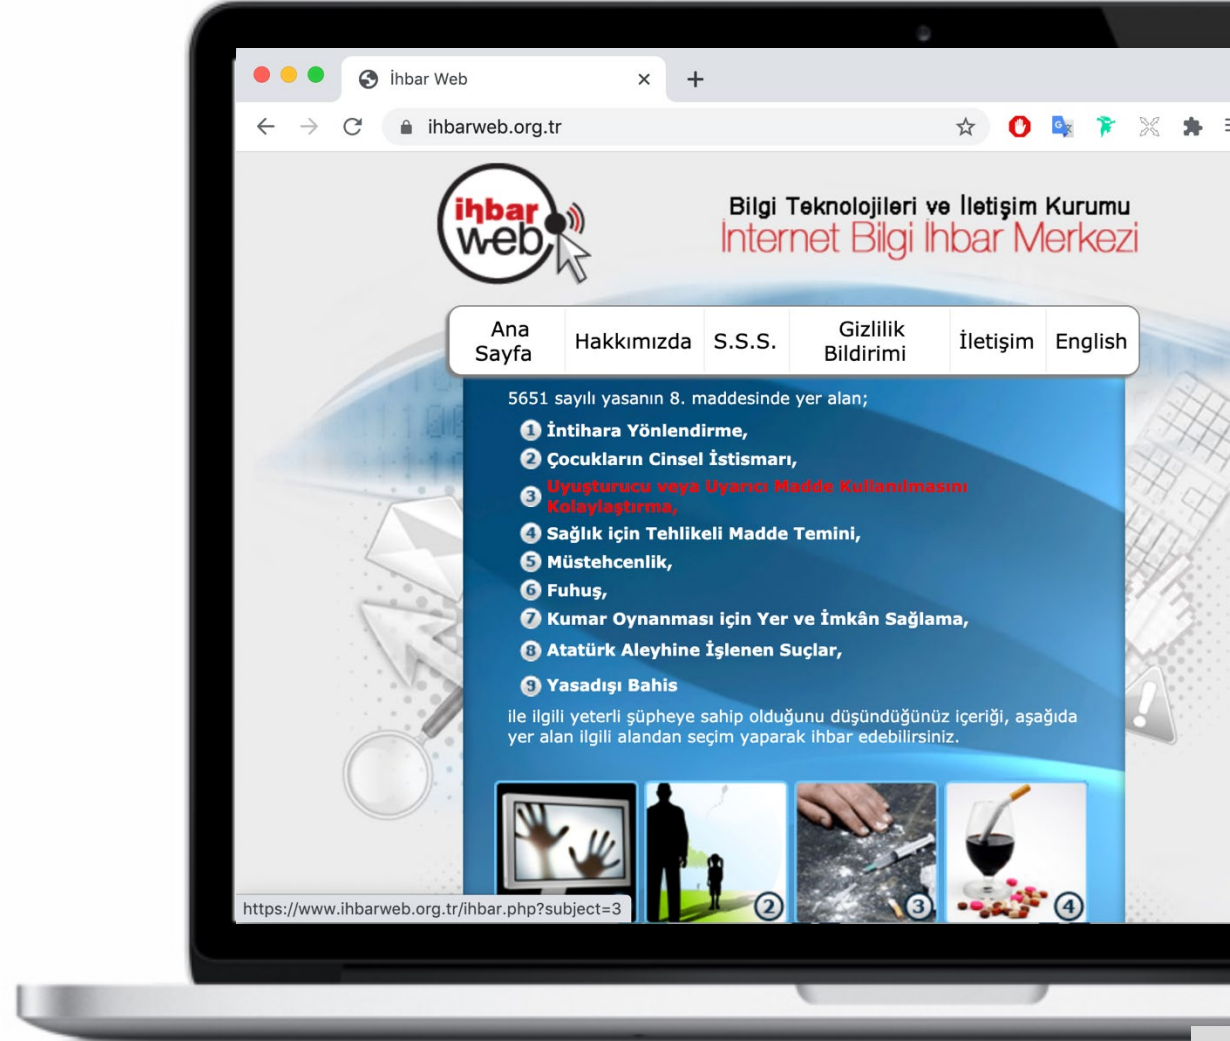 İhbar Web
ihbarweb.org.tr
ihbar
web
Bilgi Teknolojileri ve İletişim Kurumu
İnternet Bilgi İhbar Merkezi
Ana
Sayfa
Hakkımızda
S.S.S.
Gizlilik
Bildirimi
İletişim
English
5651 sayılı yasanın 8. maddesinde yer alan;
1 İntihara Yönlendirme,
2 Çocukların Cinsel İstismarı,
3 Uyuşturucu veya Uyarıcı Madde Kullanılmasını
Kolaylaştırma,
4 Sağlık için Tehlikeli Madde Temini,
5 Müstehcenlik,
6 Fuhuş,
7 Kumar Oynanması için Yer ve İmkân Sağlama,
8 Atatürk Aleyhine İşlenen Suçlar,
9 Yasadışı Bahis
ile ilgili yeterli şüpheye sahip olduğunu düşündüğünüz içeriği, aşağıda
yer alan ilgili alandan seçim yaparak ihbar edebilirsiniz.
2
3
4
https://www.ihbarweb.org.tr/ihbar.php?subject=3